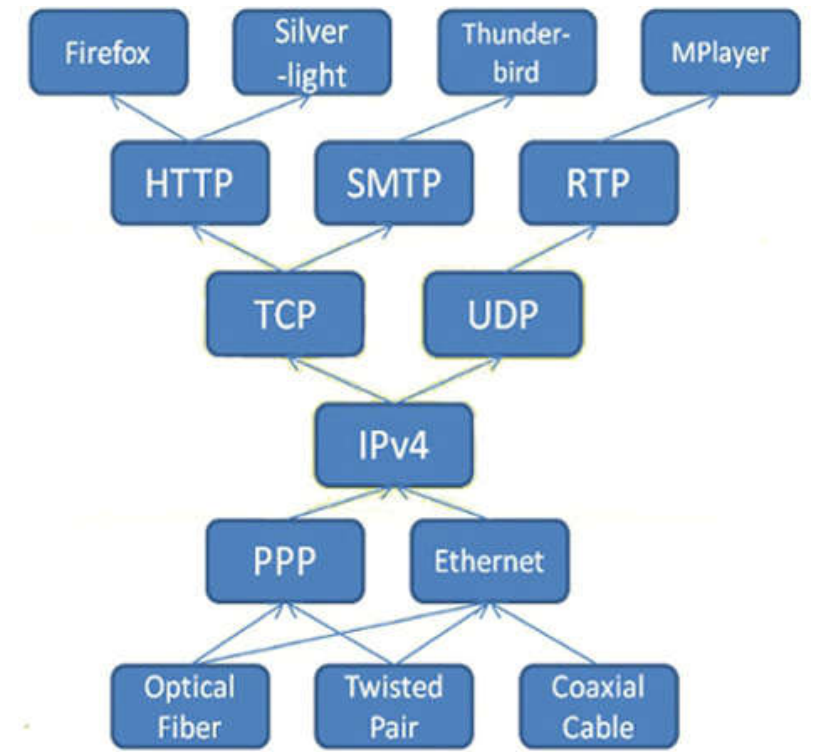 Firefox
Silver
-light
Thunder-
bird
MPlayer
HTTP
SMTP
RTP
TCP
UDP
IPv4
PPP
Ethernet
Optical
Fiber
Twisted
Pair
Coaxial
Cable